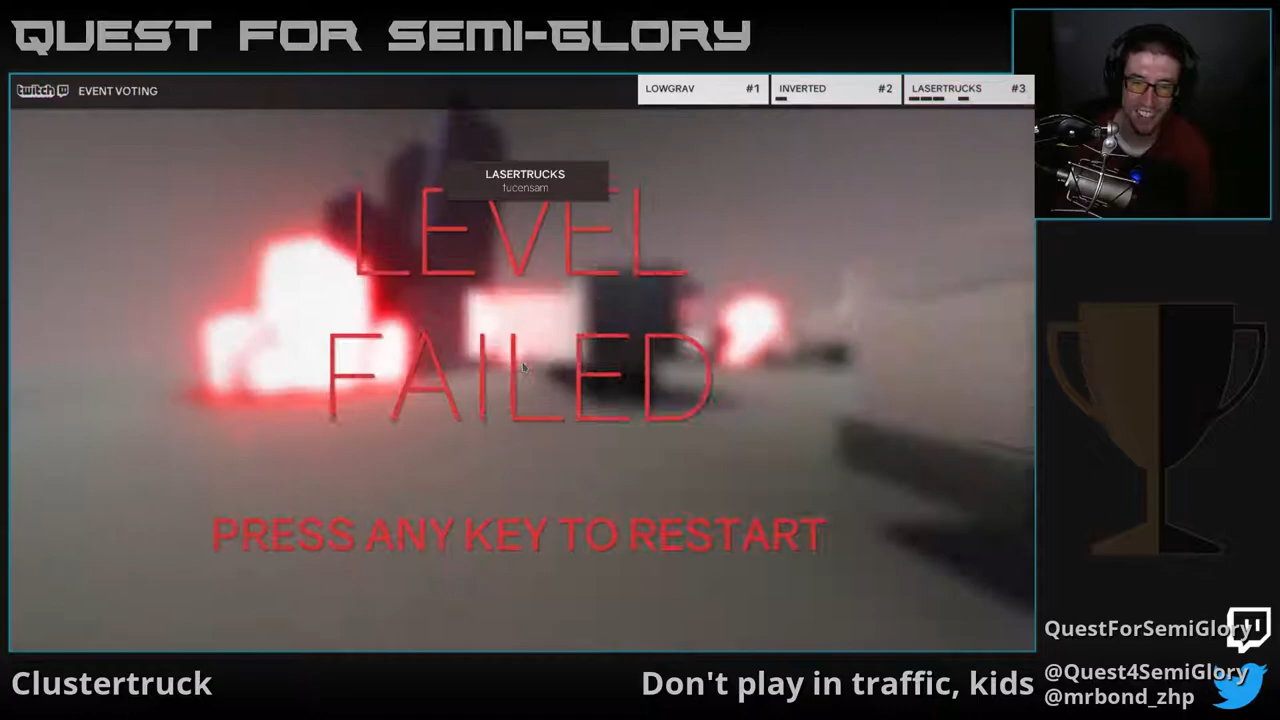 QUEST FOR SEMI-GLORY
twitch EVENT VOTING
LOWGRAV #1
INVERTED #2
LASERTRUCKS #3
LASERTRUCKS
tucensam
LEVEL
FAILED
PRESS ANY KEY TO RESTART
QuestForSemiGlory
@Quest4SemiGlory
@mrbond_zhp
Clustertruck
Don't play in traffic, kids